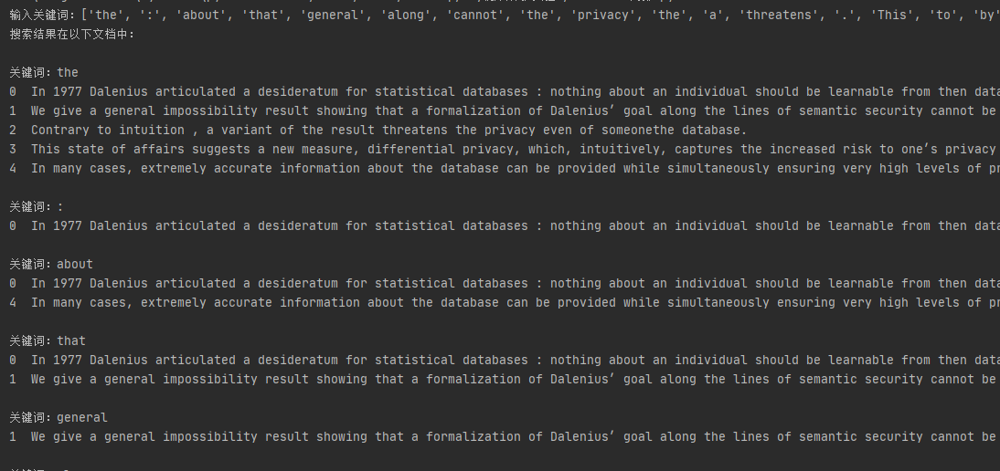 输入关键词：['the', ':', 'about', 'that', 'general', 'along', 'cannot', 'the', 'privacy', 'the', 'a', 'threatens', '.', 'This', 'to', 'by'
搜索结果在以下文档中：
关键词：the
0 In 1977 Dalenius articulated a desideratum for statistical databases : nothing about an individual should be learnable from then data
1 We give a general impossibility result showing that a formalization of Dalenius’ goal along the lines of semantic security cannot be
2 Contrary to intuition , a variant of the result threatens the privacy even of someonethe database.
3 This state of affairs suggests a new measure, differential privacy, which, intuitively, captures the increased risk to one’s privacy
4 In many cases, extremely accurate information about the database can be provided while simultaneously ensuring very high levels of pr
关键词：:
0 In 1977 Dalenius articulated a desideratum for statistical databases : nothing about an individual should be learnable from then data
关键词：about
0 In 1977 Dalenius articulated a desideratum for statistical databases : nothing about an individual should be learnable from then data
4 In many cases, extremely accurate information about the database can be provided while simultaneously ensuring very high levels of pr
关键词：that
0 In 1977 Dalenius articulated a desideratum for statistical databases : nothing about an individual should be learnable from then data
1 We give a general impossibility result showing that a formalization of Dalenius’ goal along the lines of semantic security cannot be
关键词：general
1 We give a general impossibility result showing that a formalization of Dalenius’ goal along the lines of semantic security cannot be